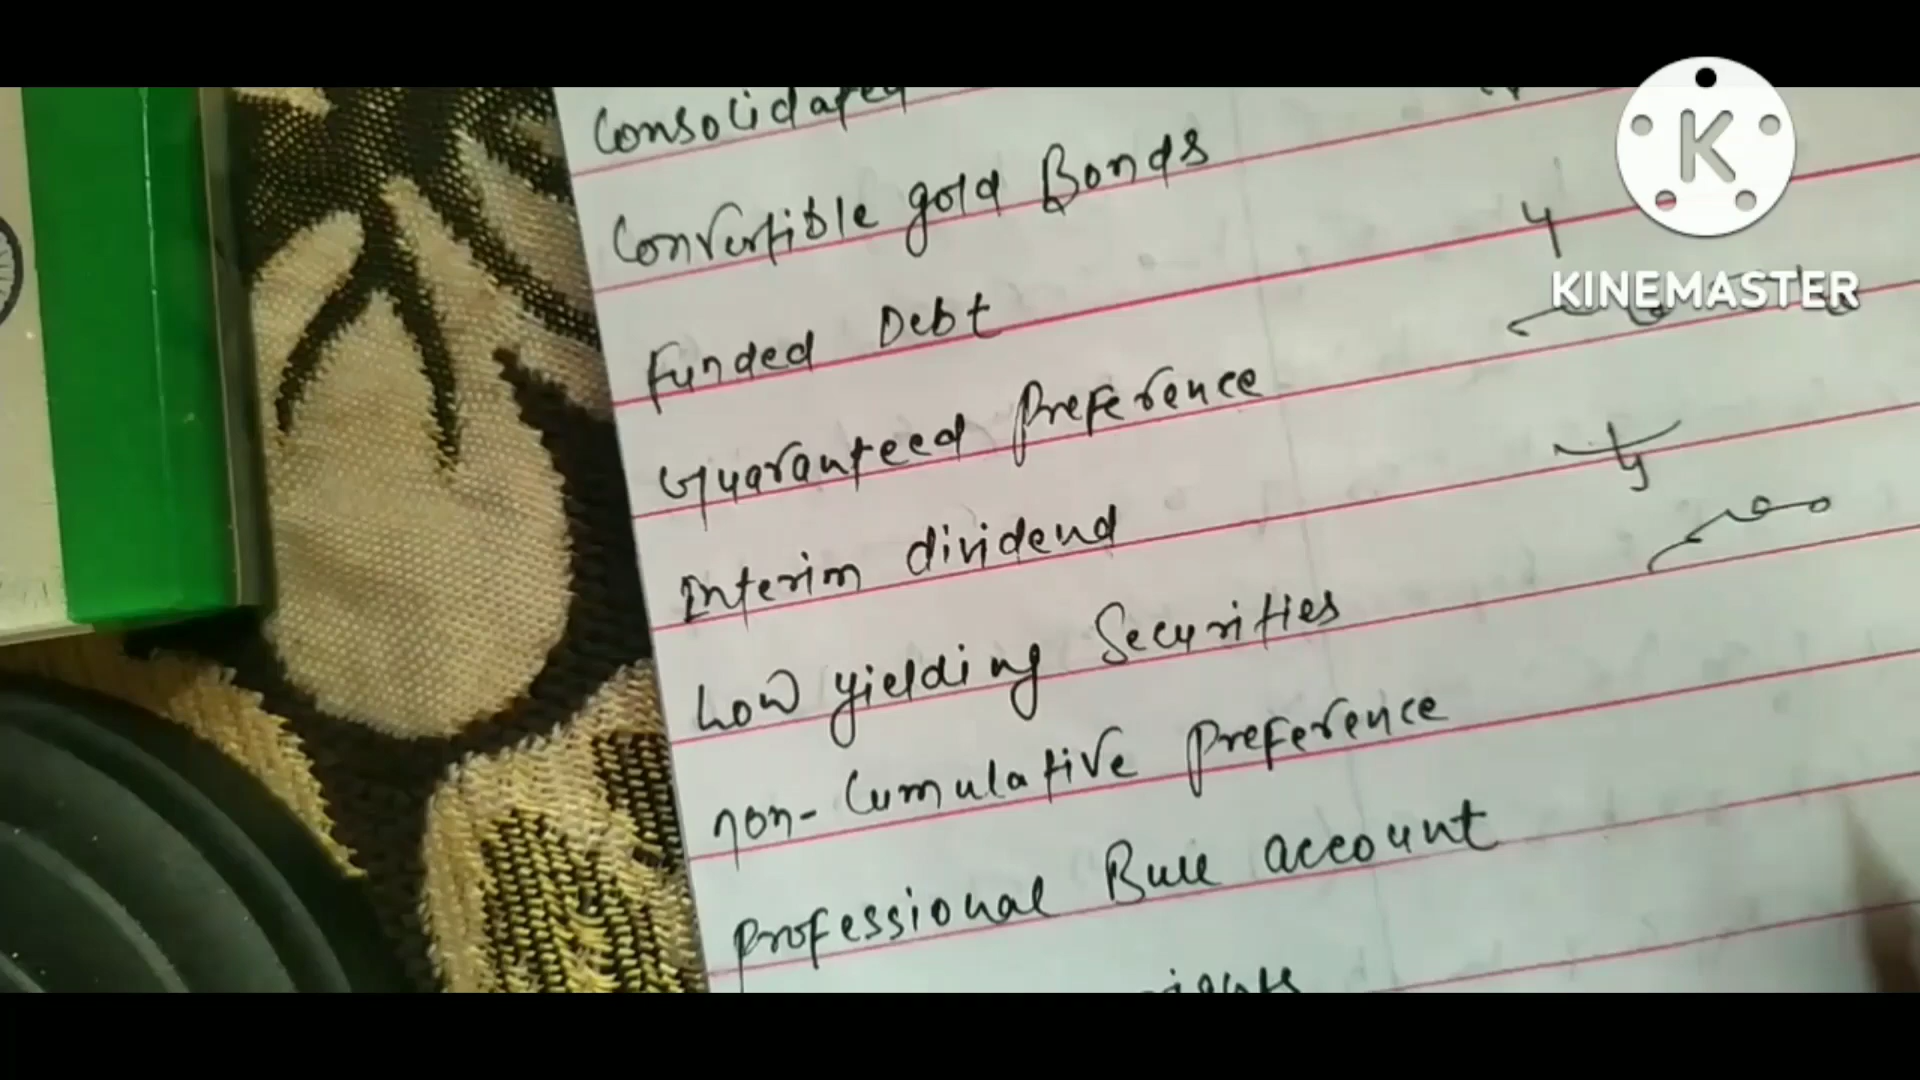 Consolidated
Convertible gold Bonds
Funded Debt
Guaranteed Preference
Interim dividend
Low yielding Securities
non-Cumulative Preference
Professional Bull account
K
KINEMASTER